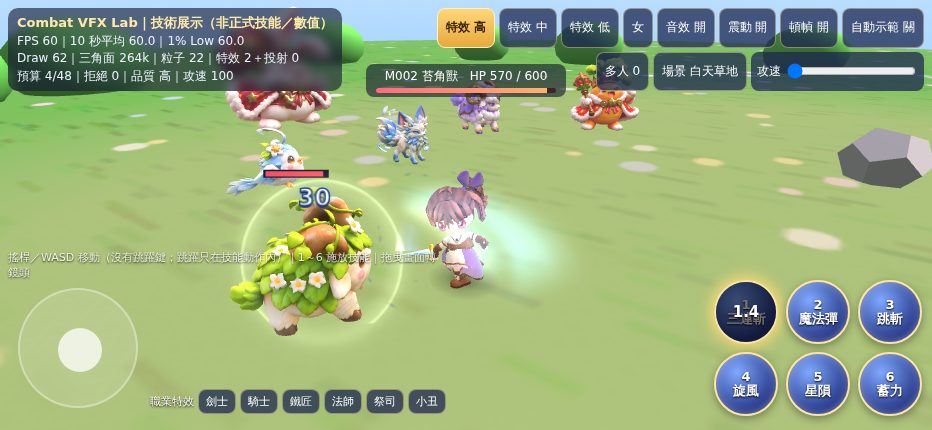 Combat VFX Lab | 技術展示（非正式技能／數值）
FPS 60 | 10 秒平均 60.0 | 1% Low 60.0
Draw 62 | 三角面 264k | 粒子 22 | 特效 2＋投射 0
預算 4/48 | 拒絕 0 | 品質 高 | 攻速 100
特效 高
特效 中
特效 低
女
音效 開
震動 開
頓幀 開
自動示範 關
M002 苔角獸 HP 570 / 600
多人 0
場景 白天草地
攻速
30
搖桿／WASD 移動（沒有跳躍鍵；跳躍只在技能動作內） | 1～6 施放技能 | 拖曳畫面轉
鏡頭
1
三連斬
1.4
2
魔法彈
3
跳斬
4
旋風
5
星隕
6
蓄力
職業特效
劍士
騎士
鐵匠
法師
祭司
小丑